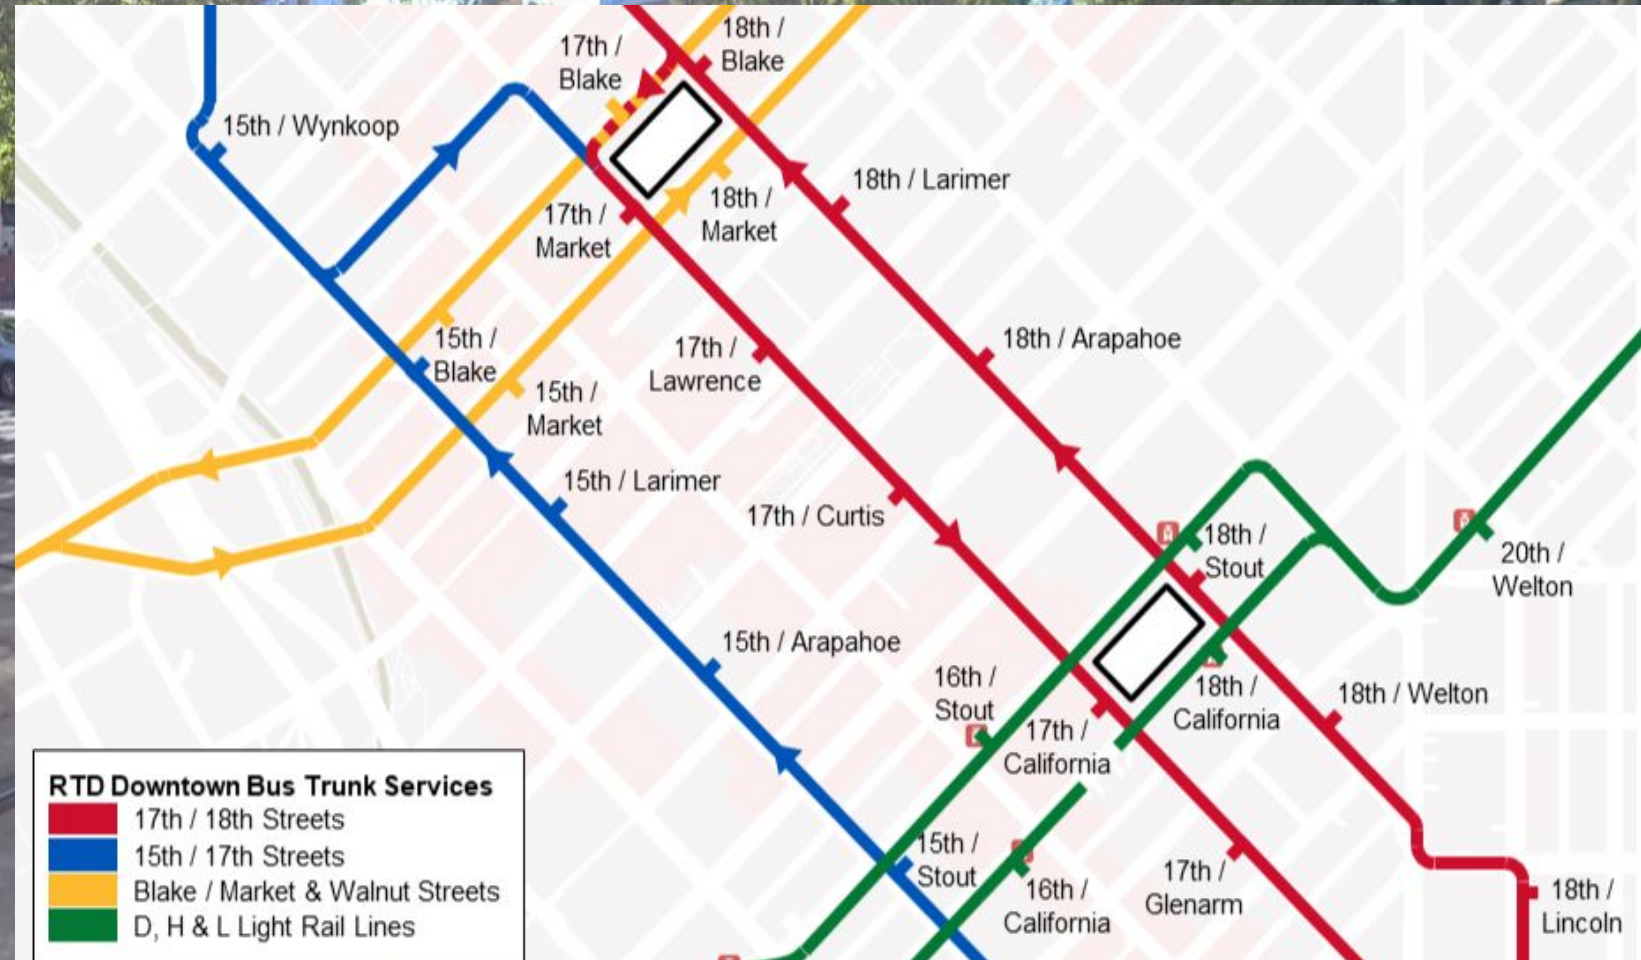 18th /
Blake
17th /
Blake
15th / Wynkoop
18th / Larimer
18th /
Market
17th /
Market
15th /
Blake
17th /
Lawrence
18th / Arapahoe
15th /
Market
15th / Larimer
17th / Curtis
18th /
Stout
20th /
Welton
15th / Arapahoe
16th /
Stout
18th /
California
18th / Welton
17th /
California
15th /
Stout
16th /
California
17th /
Glenarm
18th /
Lincoln
RTD Downtown Bus Trunk Services
17th / 18th Streets
15th / 17th Streets
Blake / Market & Walnut Streets
D, H & L Light Rail Lines